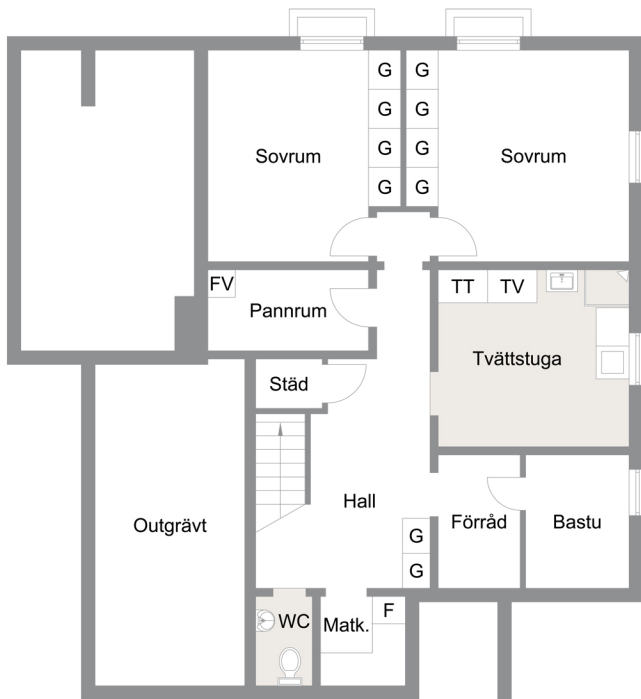 G G
G G
Sovrum G G Sovrum
G G
FV TT TV
Pannrum
Tvättstuga
Städ
Hall
Outgrävt Förråd Bastu
G
G
F
WC Matk.